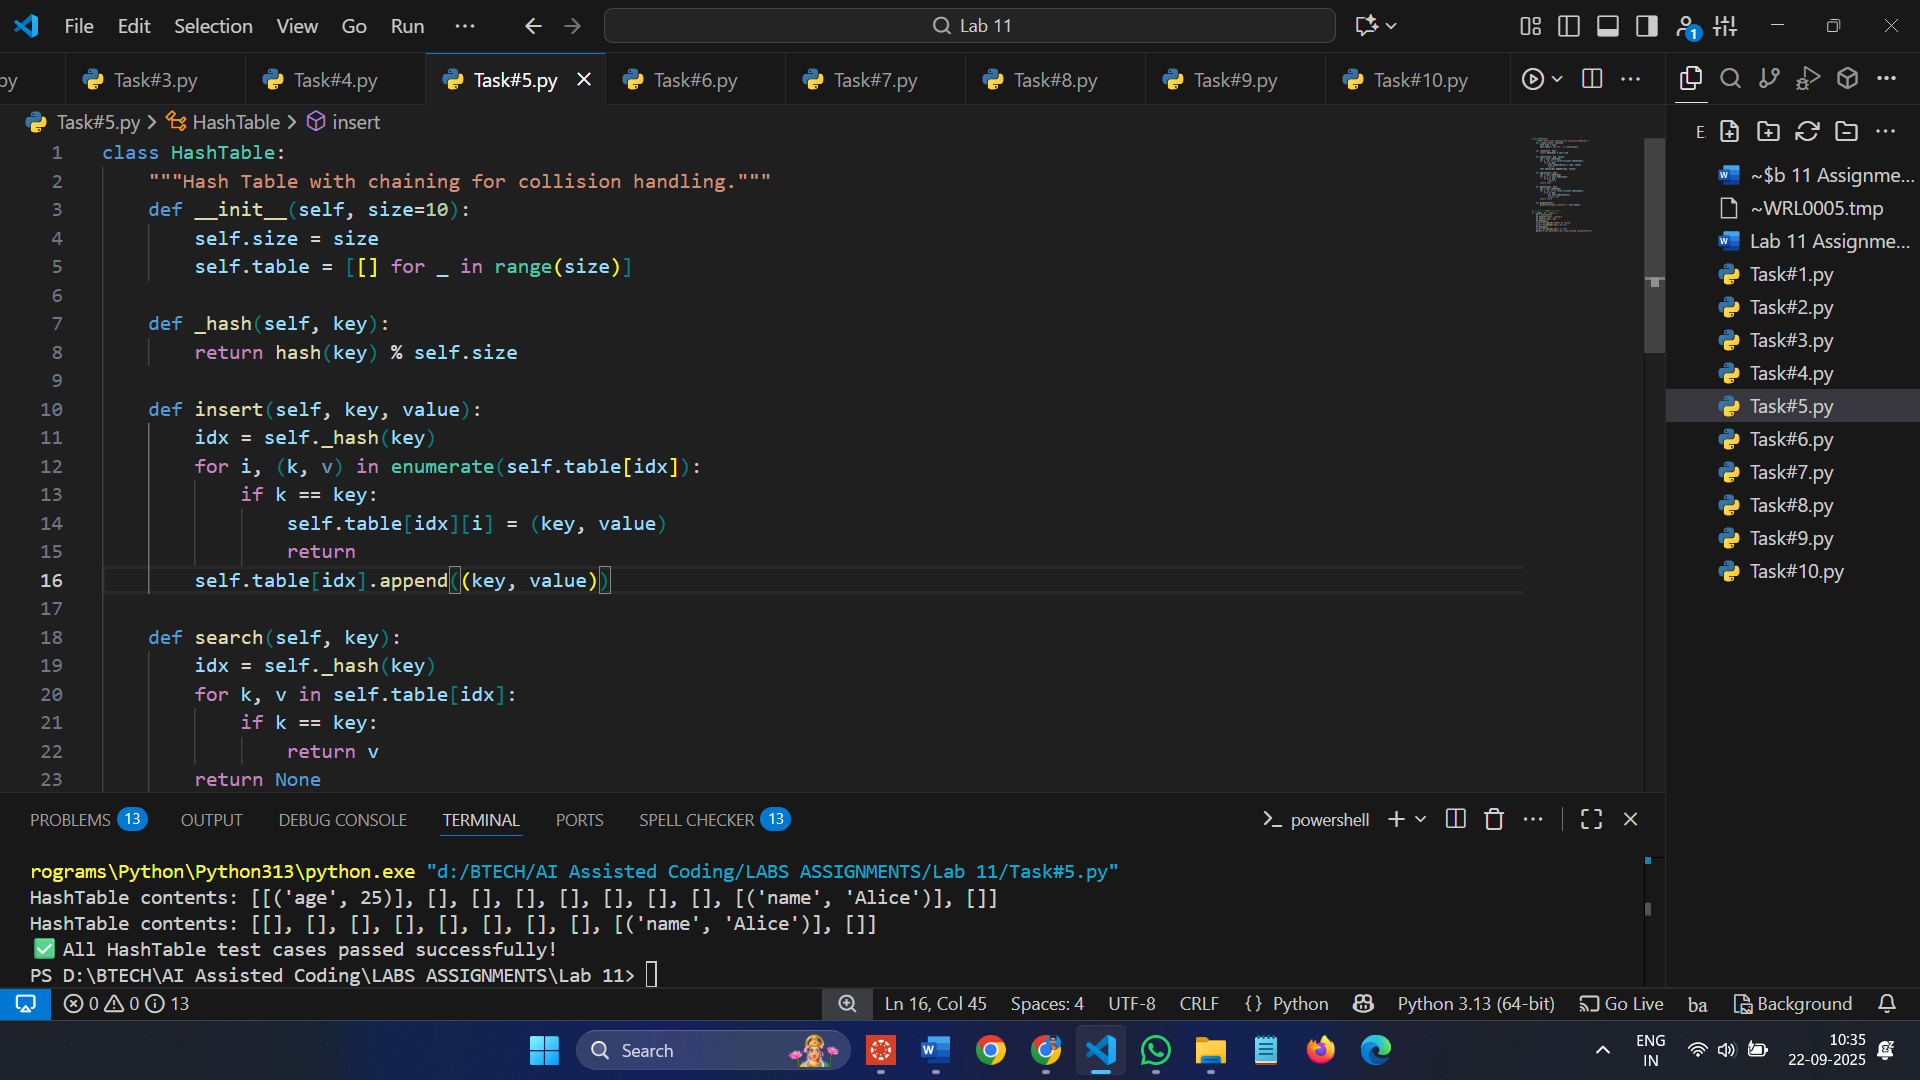 File Edit Selection View Go Run ... Lab 11
py Task#3.py Task#4.py Task#5.py Task#6.py Task#7.py Task#8.py Task#9.py Task#10.py
Task#5.py > HashTable > insert
1 class HashTable:
2 """Hash Table with chaining for collision handling."""
3 def __init__(self, size=10):
4 self.size = size
5 self.table = [[] for _ in range(size)]
6
7 def _hash(self, key):
8 return hash(key) % self.size
9
10 def insert(self, key, value):
11 idx = self._hash(key)
12 for i, (k, v) in enumerate(self.table[idx]):
13 if k == key:
14 self.table[idx][i] = (key, value)
15 return
16 self.table[idx].append((key, value))
17
18 def search(self, key):
19 idx = self._hash(key)
20 for k, v in self.table[idx]:
21 if k == key:
22 return v
23 return None
E
~$b 11 Assignme...
~WRL0005.tmp
Lab 11 Assignme...
Task#1.py
Task#2.py
Task#3.py
Task#4.py
Task#5.py
Task#6.py
Task#7.py
Task#8.py
Task#9.py
Task#10.py
PROBLEMS 13 OUTPUT DEBUG CONSOLE TERMINAL PORTS SPELL CHECKER 13 powershell
rograms\Python\Python313\python.exe "d:/BTECH/AI Assisted Coding/LABS ASSIGNMENTS/Lab 11/Task#5.py"
HashTable contents: [[('age', 25)], [], [], [], [], [], [], [], [('name', 'Alice')], []]
HashTable contents: [[], [], [], [], [], [], [], [], [('name', 'Alice')], []]
✅ All HashTable test cases passed successfully!
PS D:\BTECH\AI Assisted Coding\LABS ASSIGNMENTS\Lab 11>
0 0 13 Ln 16, Col 45 Spaces: 4 UTF-8 CRLF {} Python Python 3.13 (64-bit) Go Live ba Background
Search
ENG
IN
10:35
22-09-2025